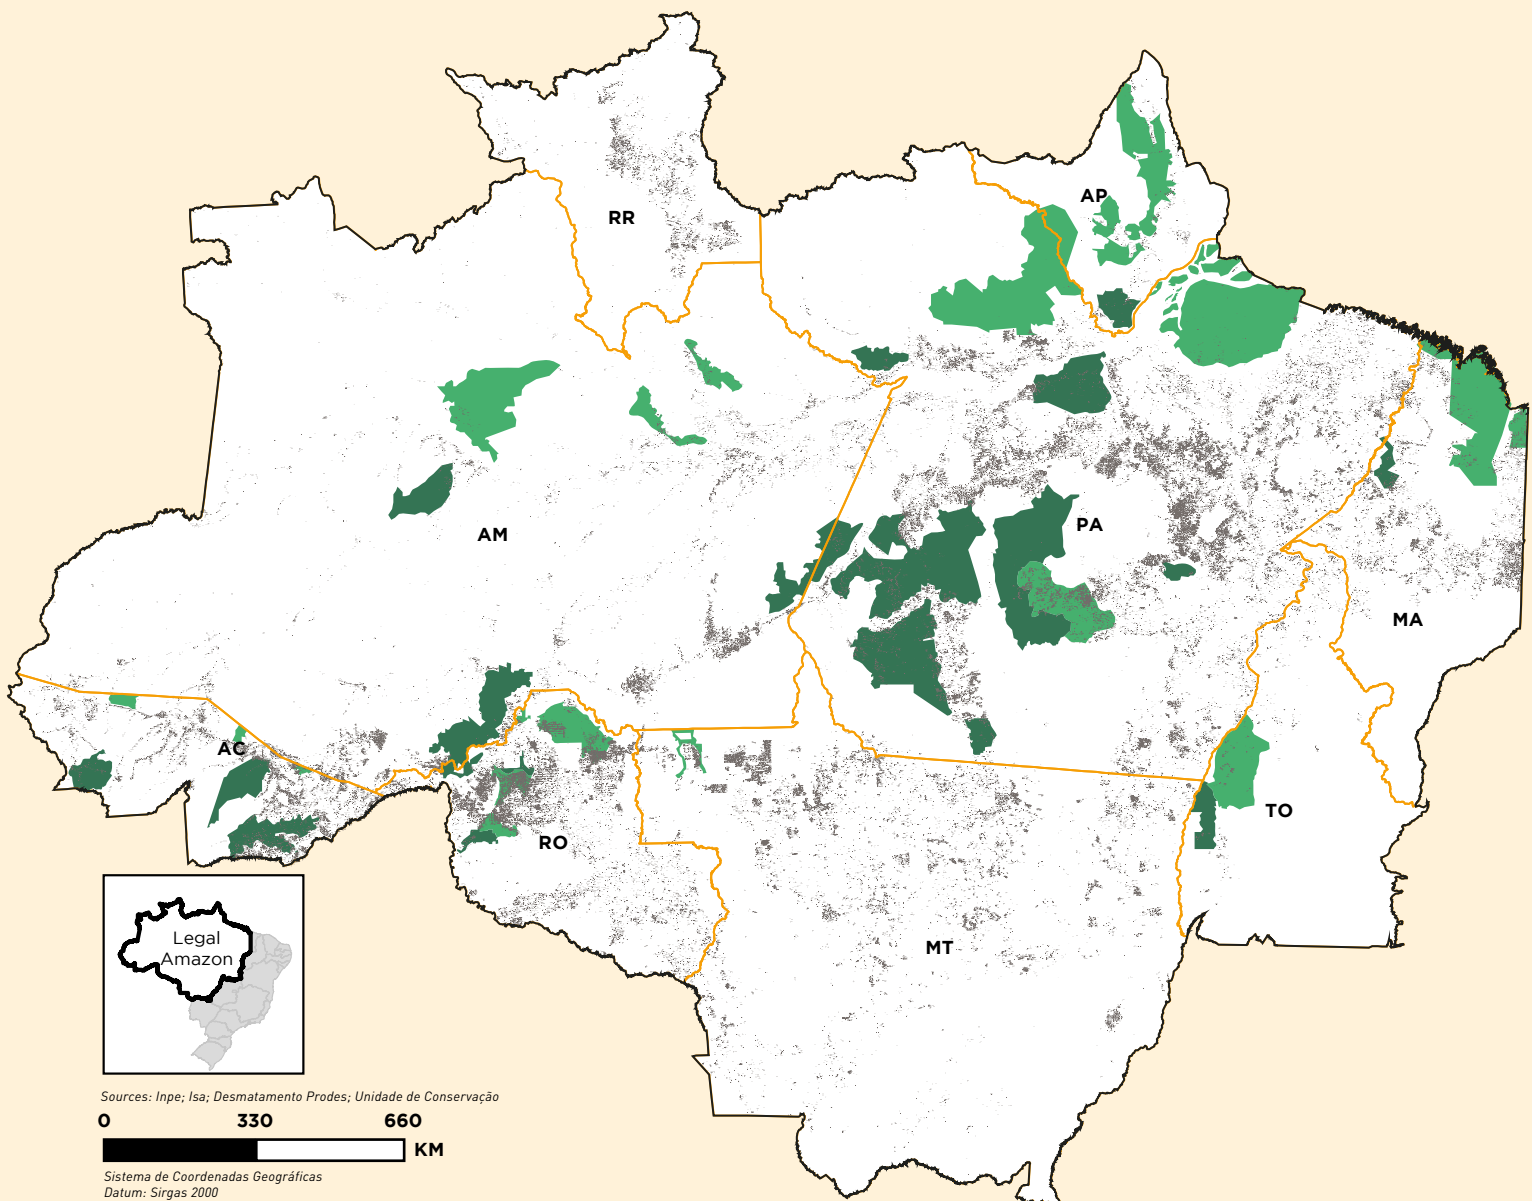 RR
AP
AM
PA
MA
AC
TO
RO
MT
Legal
Amazon
Sources: Inpe; Isa; Desmatamento Prodes; Unidade de Conservação
0 330 660
KM
Sistema de Coordenadas Geográficas
Datum: Sirgas 2000